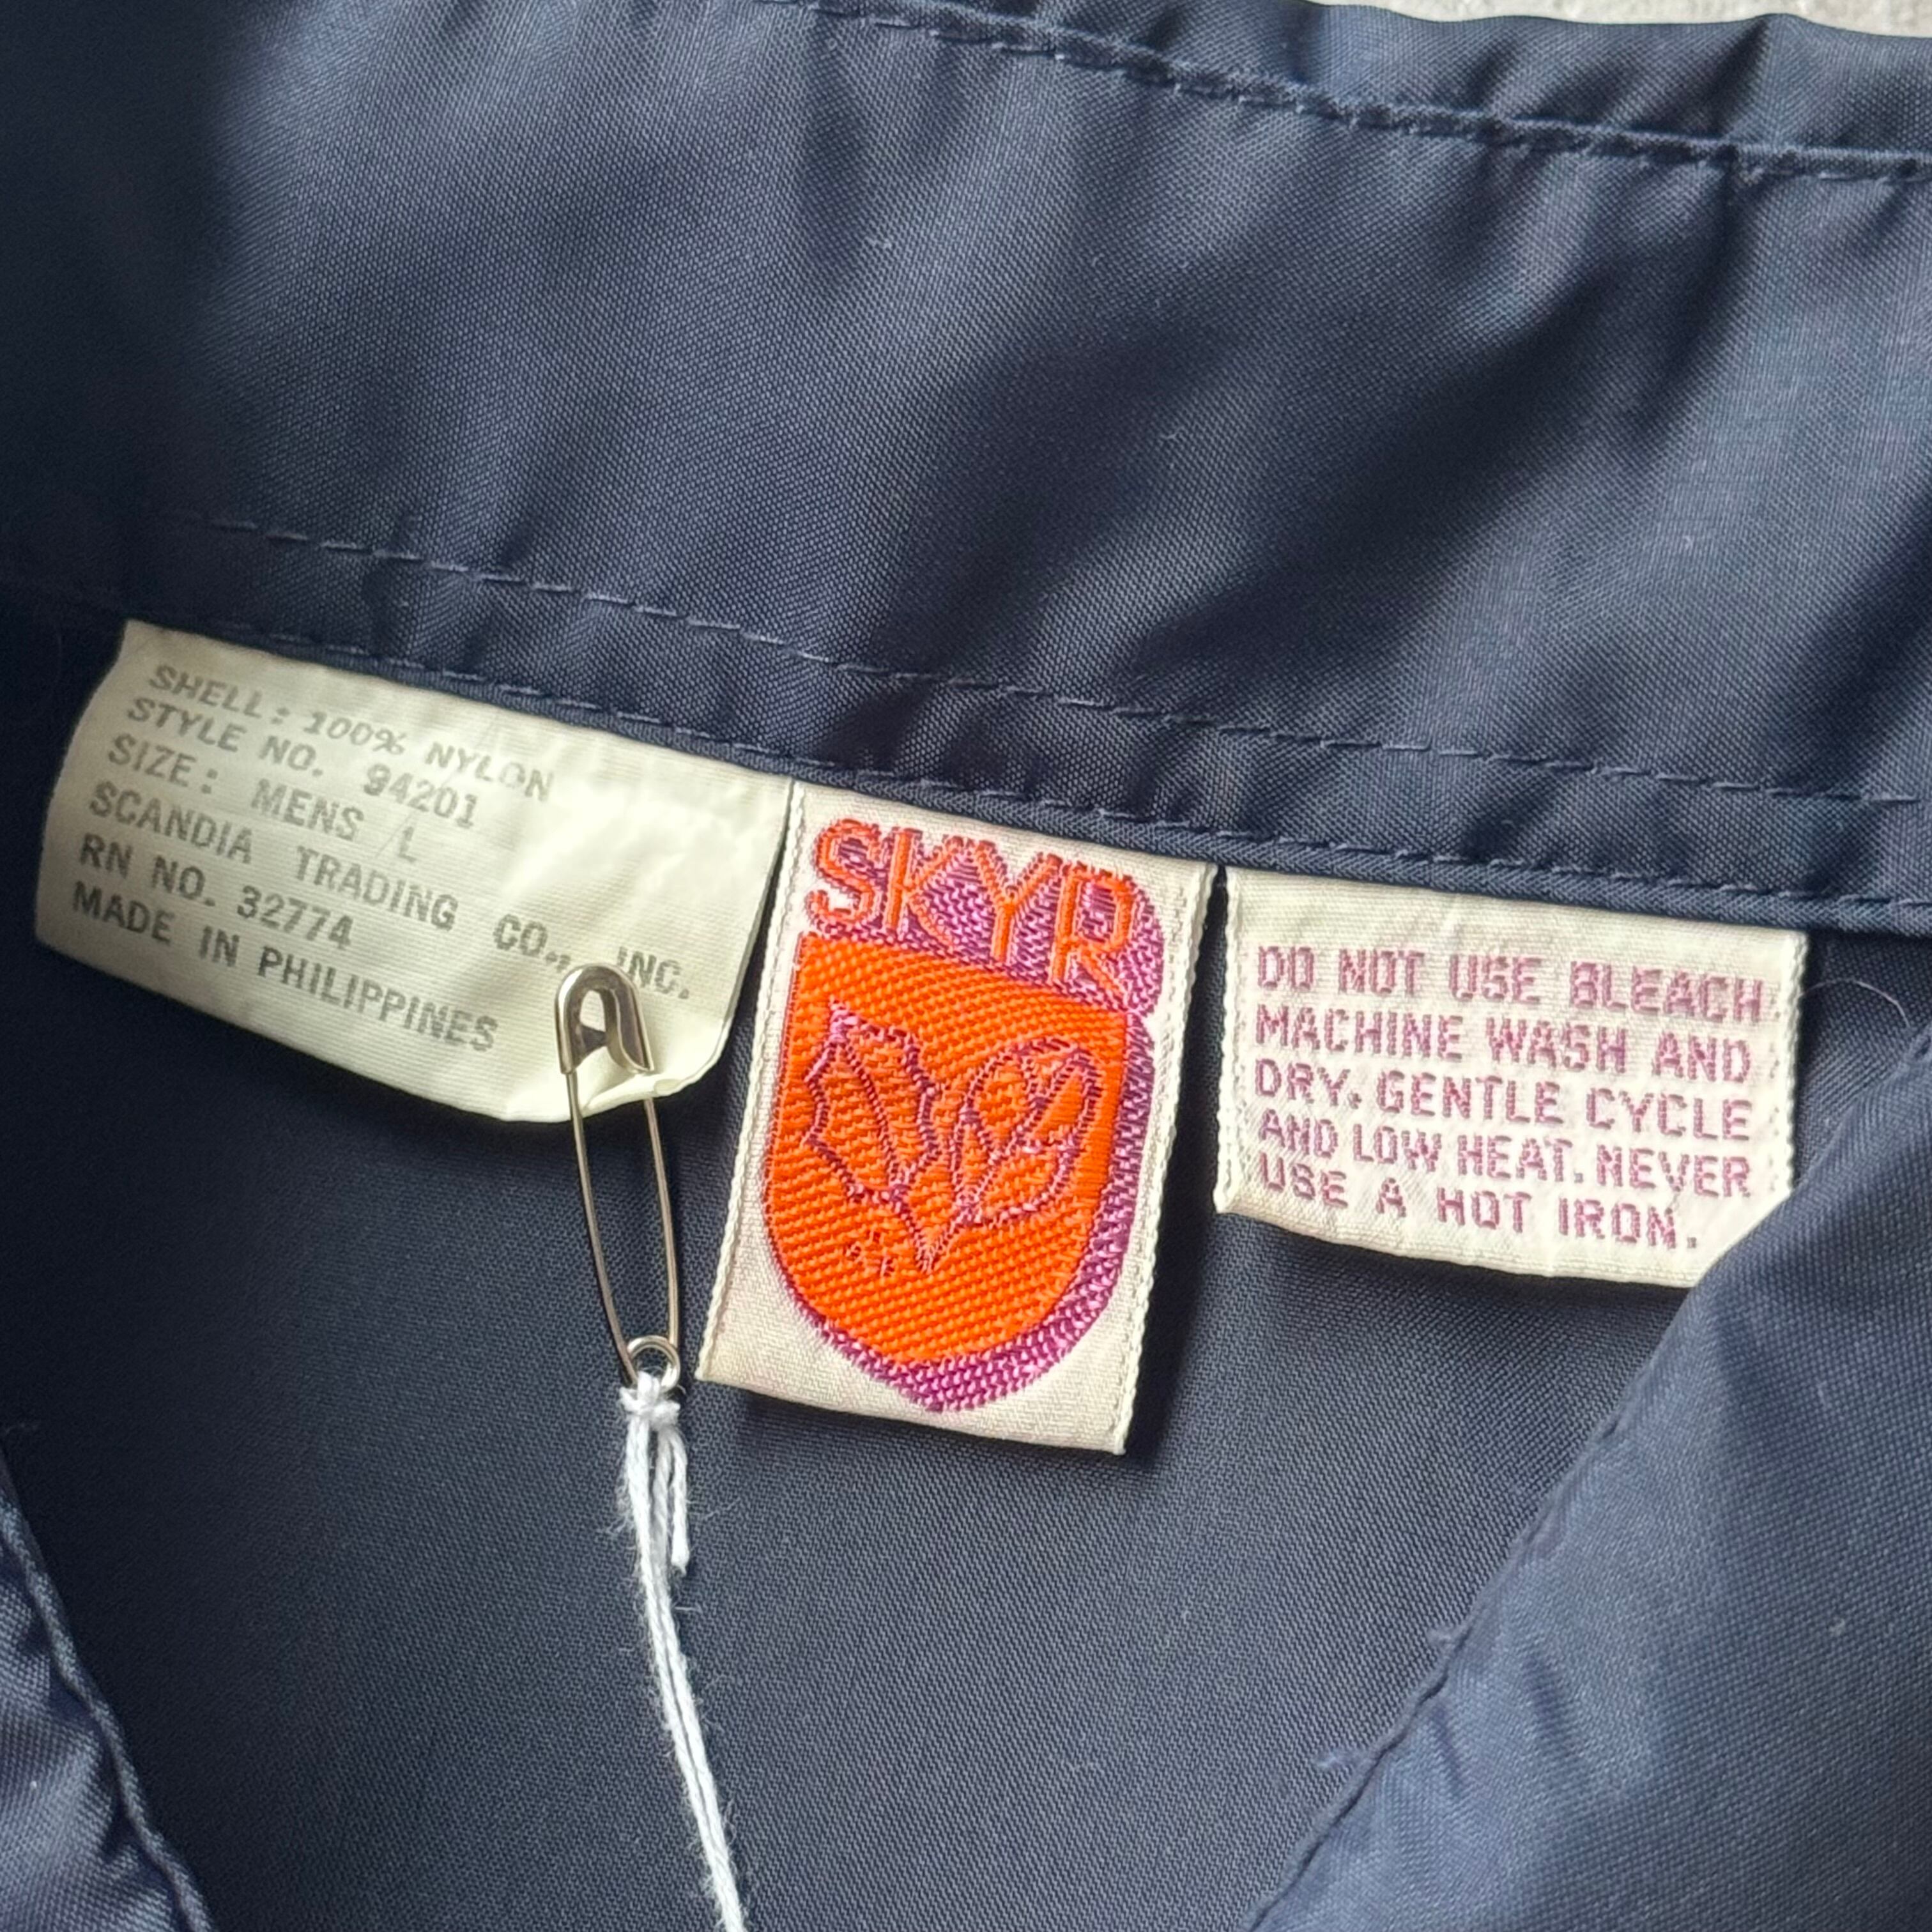 SHELL: 100% NYLON
STYLE NO. 94201
SIZE: MENS L
SCANDIA TRADING CO., INC.
RN NO. 32774
MADE IN PHILIPPINES
SKYR
DO NOT USE BLEACH
MACHINE WASH AND
DRY. GENTLE CYCLE
AND LOW HEAT. NEVER
USE A HOT IRON.